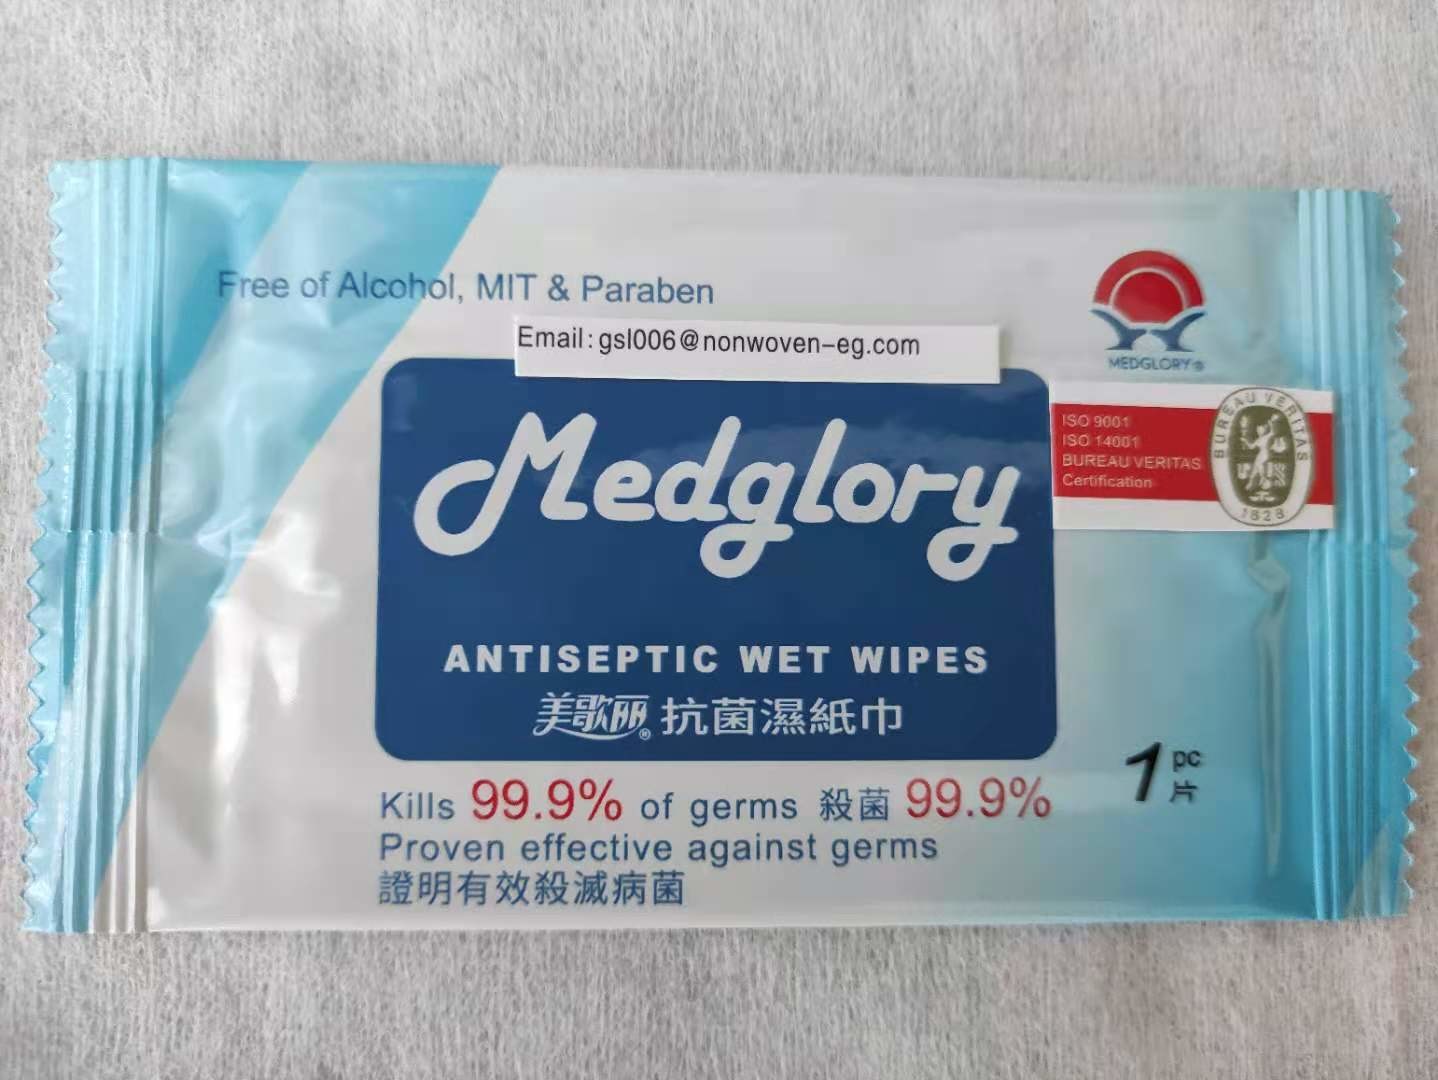 Free of Alcohol, MIT & Paraben
Email:gsl006@nonwoven-eg.com
MEDGLORY®
ISO 9001
ISO 14001
BUREAU VERITAS
Certification
BUREAU VERITAS
1828
Medglory
ANTISEPTIC WET WIPES
美歌丽® 抗菌濕紙巾
1 pc
片
Kills 99.9% of germs 殺菌 99.9%
Proven effective against germs
證明有效殺滅病菌